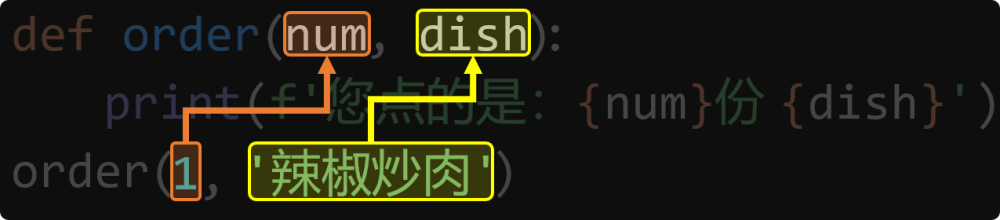 def order(num, dish):
print(f'您点的是: {num}份 {dish}')
order(1, '辣椒炒肉')